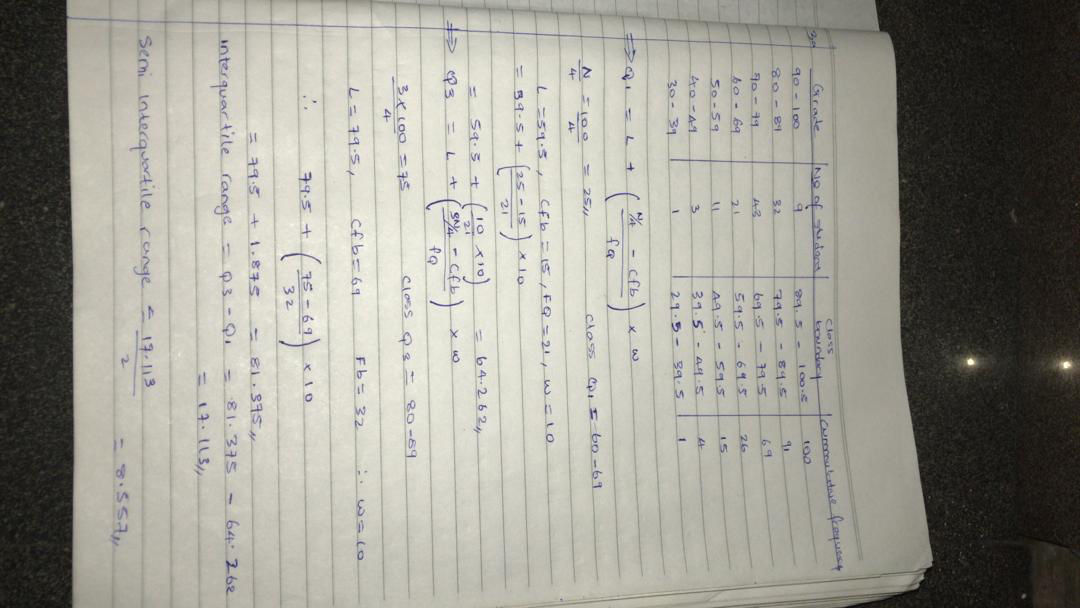 30
Grade No of student Class boundary Cummulative frequency
90-100 9 89.5 - 100.5 100
80-89 32 79.5 - 89.5 91
70-79 43 69.5 - 79.5 69
60-69 21 59.5 - 69.5 26
50-59 11 49.5 - 59.5 15
40-49 3 39.5 - 49.5 4
30-39 1 29.5 - 39.5 1
⇒ Q1 = L + (N/4 - cfb / fQ) x w
N/4 = 100/4 = 25,, class Q1 = 60-69
L=59.5, cfb=15, FQ=21, w=10
= 59.5 + (25-15 / 21) x 10
= 59.5 + (10/21 x 10) = 64.262,,
⇒ Q3 = L + (3N/4 - cfb / fQ) x w
3x100/4 = 75 class Q3 = 80-89
L=79.5, cfb=69 Fb=32 ∴ w=10
∴ 79.5 + (75-69 / 32) x 10
= 79.5 + 1.875 = 81.375,,
interquartile range = Q3 - Q1 = 81.375 - 64.262
= 17.113,,
Semi interquartile range = 17.113 / 2 = 8.557,,